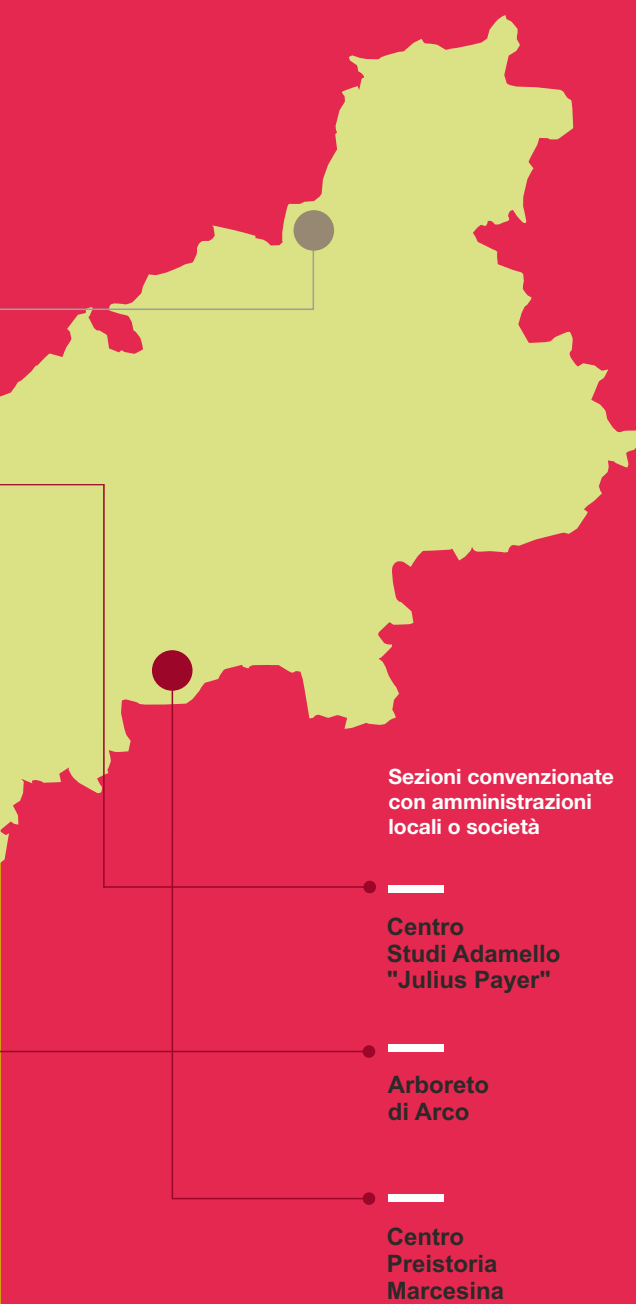 Sezioni convenzionate
con amministrazioni
locali o società
Centro
Studi Adamello
"Julius Payer"
Arboreto
di Arco
Centro
Preistoria
Marcesina